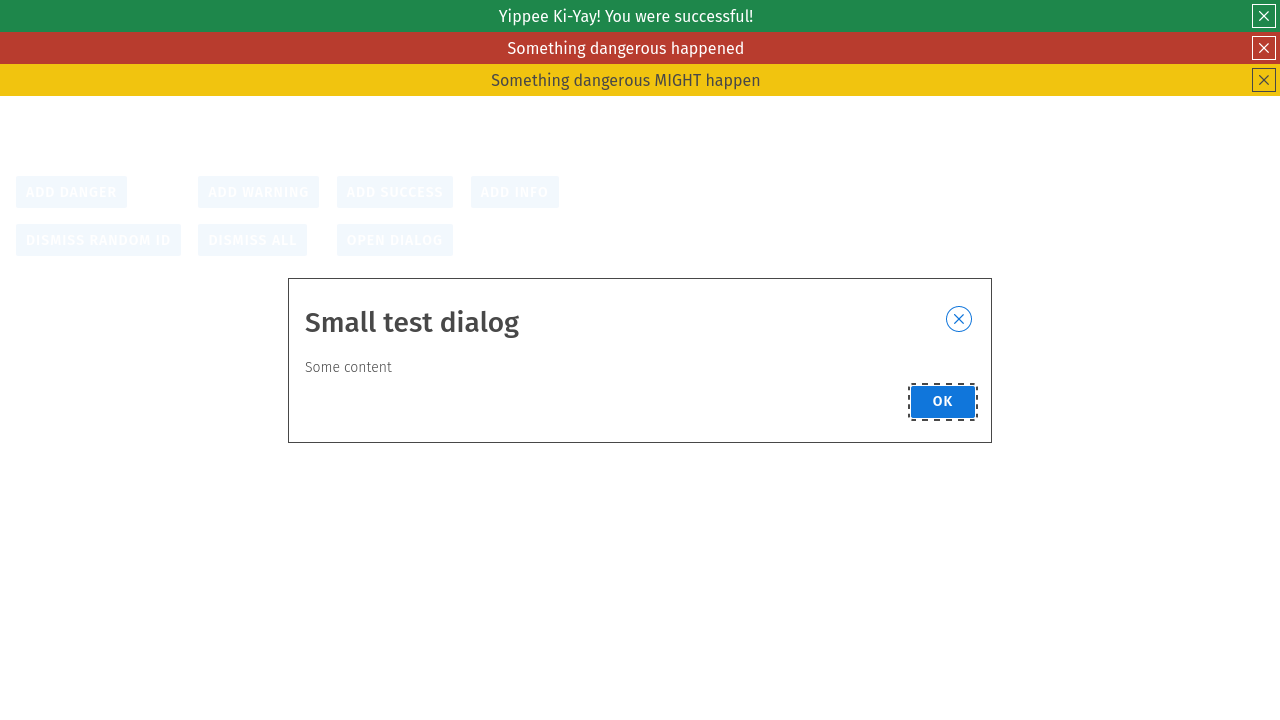 Yippee Ki-Yay! You were successful!
Something dangerous happened
Something dangerous MIGHT happen
ADD DANGER ADD WARNING ADD SUCCESS ADD INFO
DISMISS RANDOM ID DISMISS ALL OPEN DIALOG
Small test dialog
Some content
OK